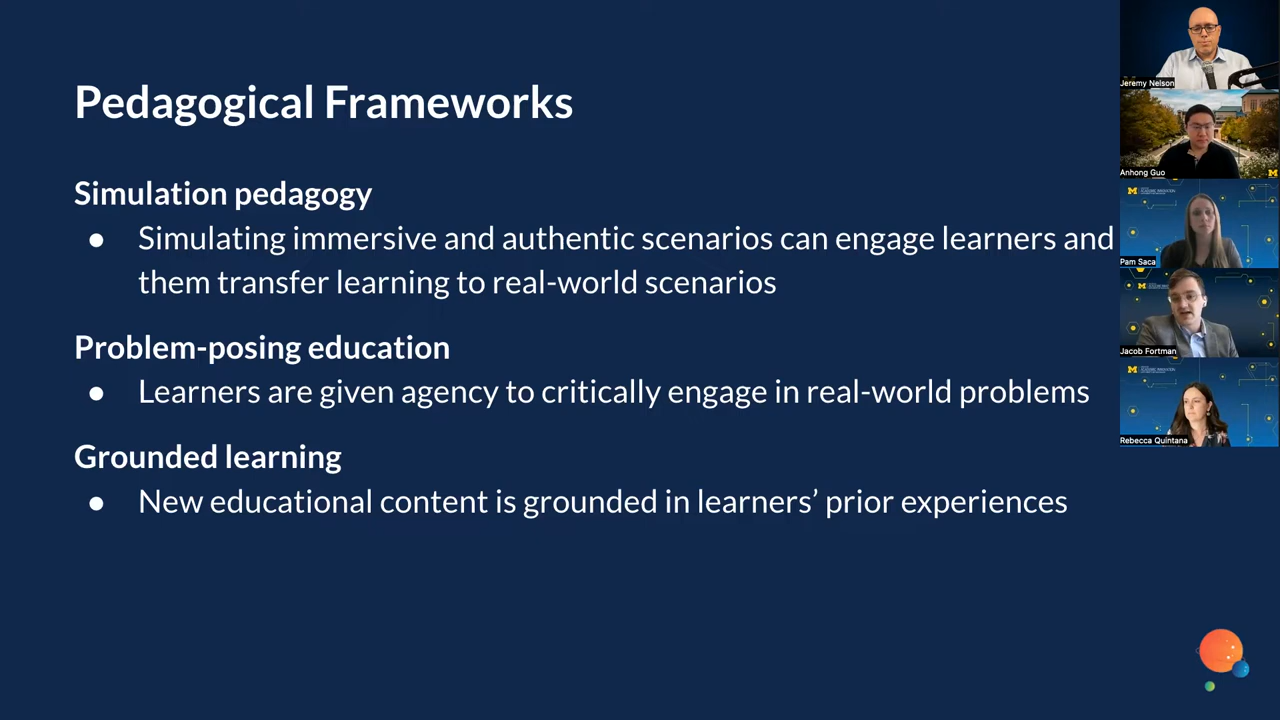 Pedagogical Frameworks
Simulation pedagogy
● Simulating immersive and authentic scenarios can engage learners and
them transfer learning to real-world scenarios
Problem-posing education
● Learners are given agency to critically engage in real-world problems
Grounded learning
● New educational content is grounded in learners’ prior experiences
Jeremy Nelson
Anhong Guo
M
M
Pam Saca
M
Jacob Fortman
M
Rebecca Quintana